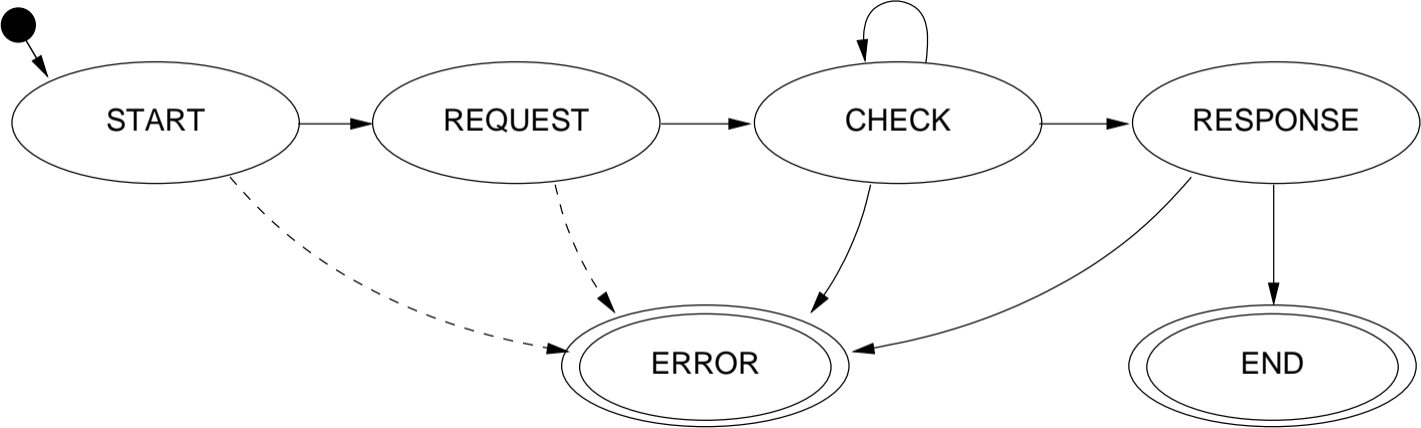 START
REQUEST
CHECK
RESPONSE
ERROR
END